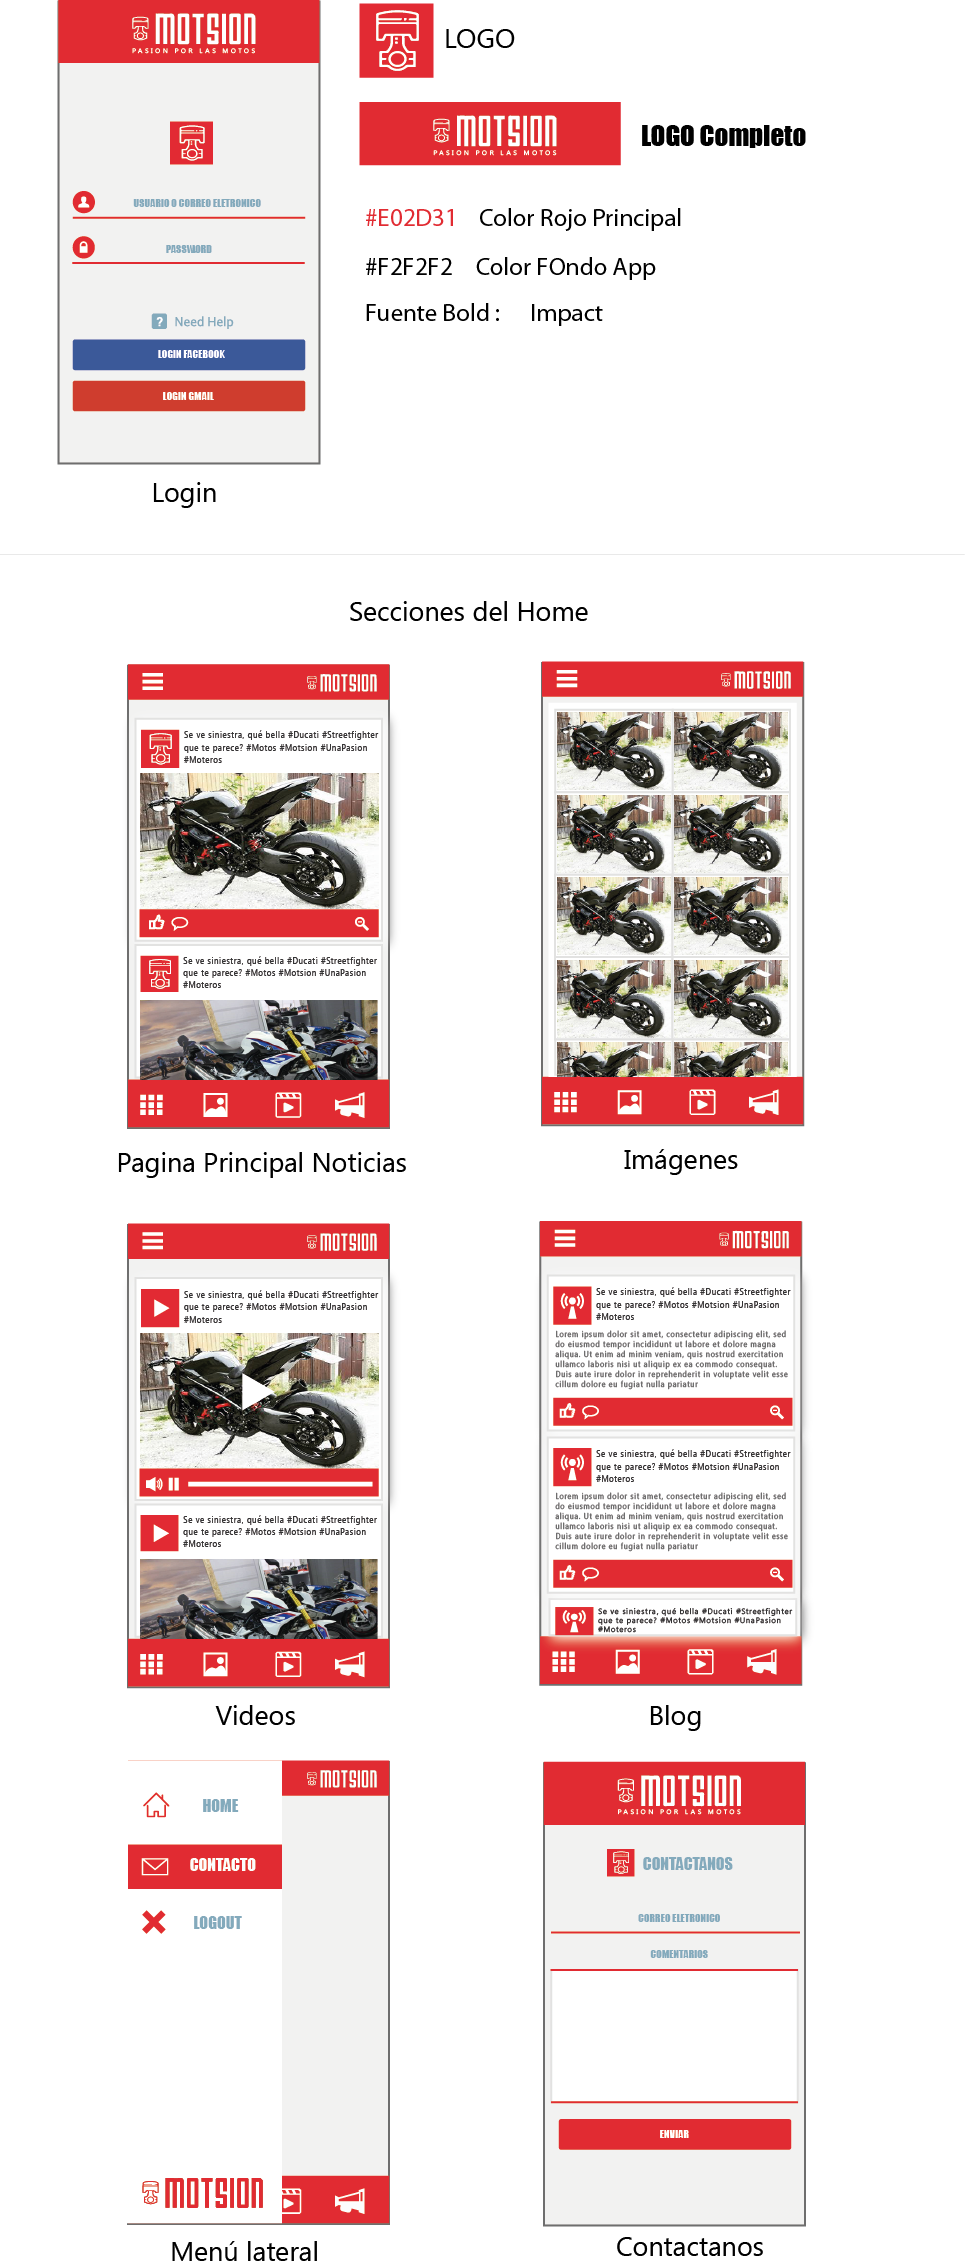 MOTSION
PASION POR LAS MOTOS
USUARIO O CORREO ELETRONICO
PASSWORD
? Need Help
LOGIN FACEBOOK
LOGIN GMAIL
Login
LOGO
MOTSION
PASION POR LAS MOTOS
LOGO Completo
#E02D31 Color Rojo Principal
#F2F2F2 Color FOndo App
Fuente Bold : Impact
Secciones del Home
MOTSION
Se ve siniestra, qué bella #Ducati #Streetfighter
que te parece? #Motos #Motsion #UnaPasion
#Moteros
Se ve siniestra, qué bella #Ducati #Streetfighter
que te parece? #Motos #Motsion #UnaPasion
#Moteros
Pagina Principal Noticias
MOTSION
Imágenes
MOTSION
Se ve siniestra, qué bella #Ducati #Streetfighter
que te parece? #Motos #Motsion #UnaPasion
#Moteros
Se ve siniestra, qué bella #Ducati #Streetfighter
que te parece? #Motos #Motsion #UnaPasion
#Moteros
Videos
MOTSION
Se ve siniestra, qué bella #Ducati #Streetfighter
que te parece? #Motos #Motsion #UnaPasion
#Moteros
Lorem ipsum dolor sit amet, consectetur adipiscing elit, sed
do eiusmod tempor incididunt ut labore et dolore magna
aliqua. Ut enim ad minim veniam, quis nostrud exercitation
ullamco laboris nisi ut aliquip ex ea commodo consequat.
Duis aute irure dolor in reprehenderit in voluptate velit esse
cillum dolore eu fugiat nulla pariatur
Se ve siniestra, qué bella #Ducati #Streetfighter
que te parece? #Motos #Motsion #UnaPasion
#Moteros
Lorem ipsum dolor sit amet, consectetur adipiscing elit, sed
do eiusmod tempor incididunt ut labore et dolore magna
aliqua. Ut enim ad minim veniam, quis nostrud exercitation
ullamco laboris nisi ut aliquip ex ea commodo consequat.
Duis aute irure dolor in reprehenderit in voluptate velit esse
cillum dolore eu fugiat nulla pariatur
Se ve siniestra, qué bella #Ducati #Streetfighter
que te parece? #Motos #Motsion #UnaPasion
#Moteros
Blog
MOTSION
HOME
CONTACTO
LOGOUT
MOTSION
Menú lateral
MOTSION
PASION POR LAS MOTOS
CONTACTANOS
CORREO ELETRONICO
COMENTARIOS
ENVIAR
Contactanos